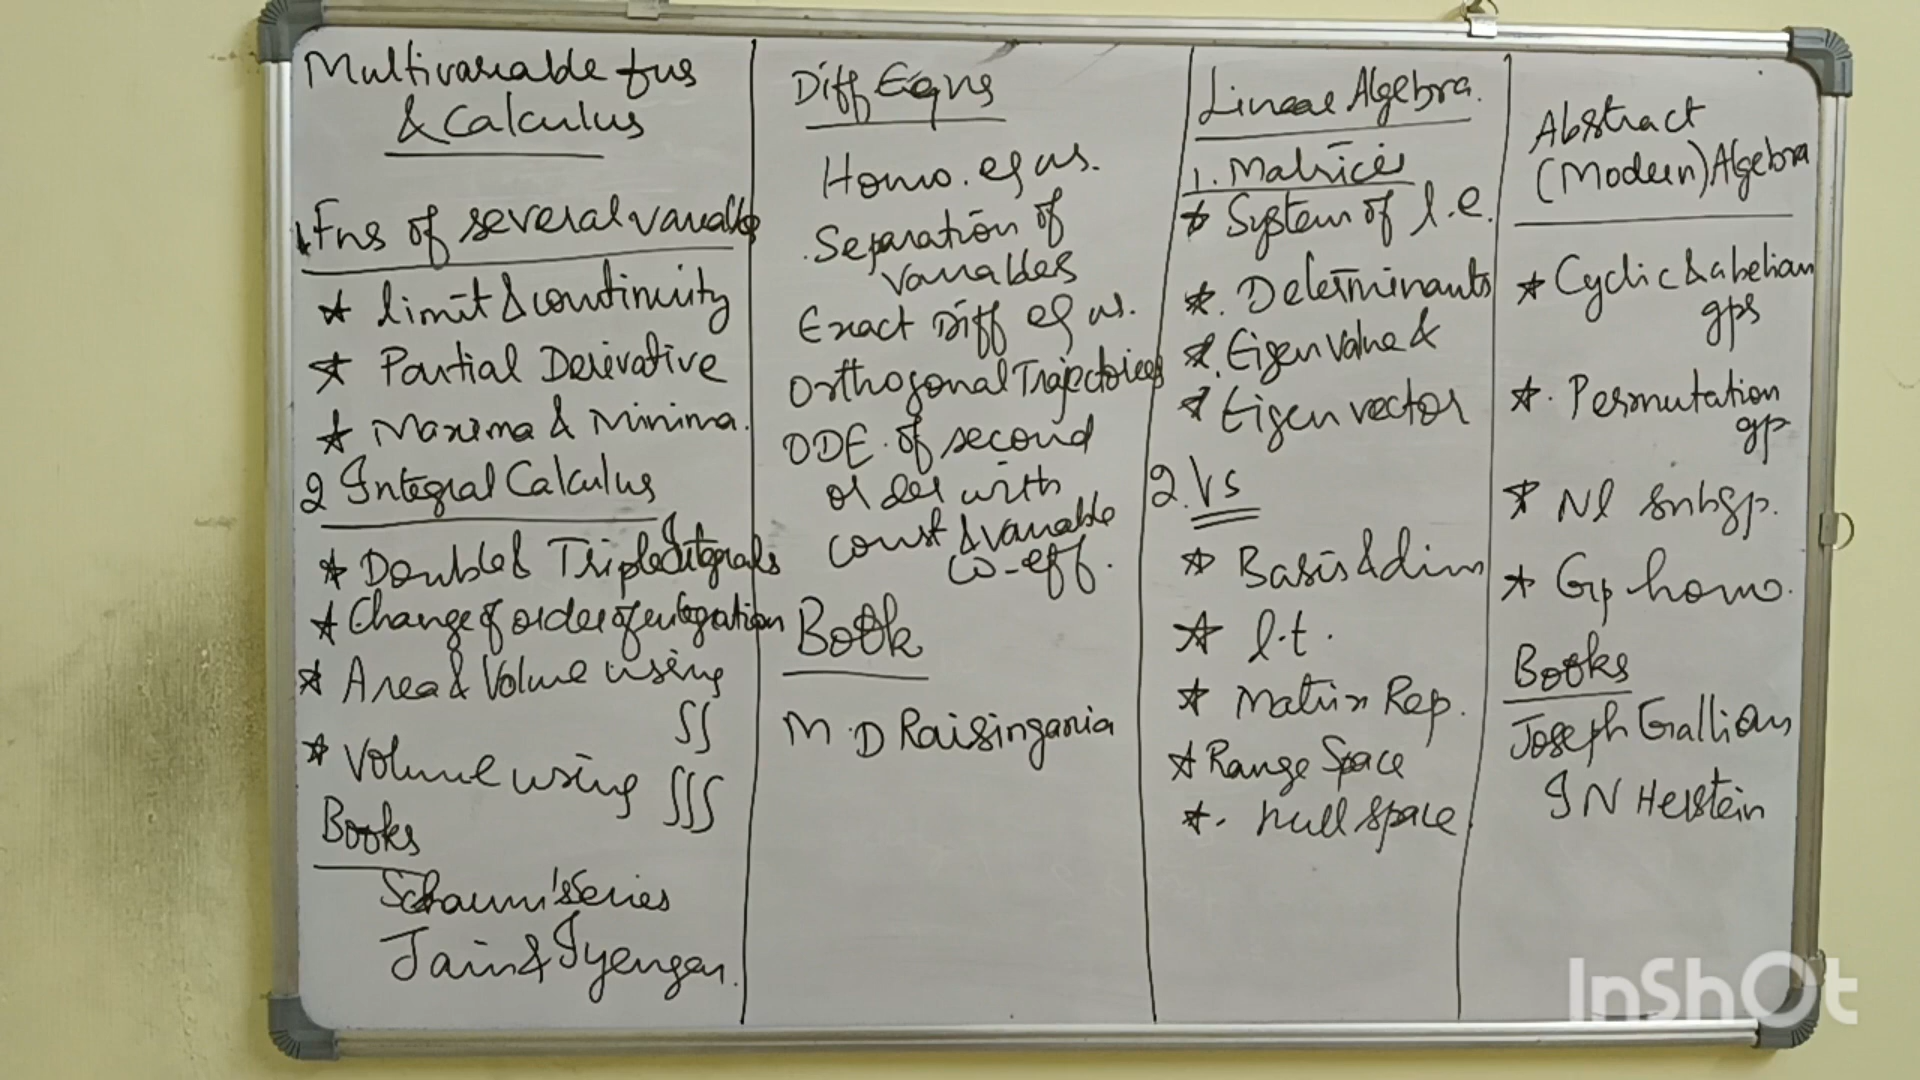 Multivariable fns
& Calculus
1. Fns of several variable
* limit & continuity
* Partial Derivative
* Maxima & Minima.
2 Integral Calculus
* Double & Triple Integrals
* Change of order of integration
* Area & Volume using
∫∫
* Volume using ∫∫∫
Books
Schaum's Series
Jain & Iyengar.
Diff Eqns
Homo. eqns.
Separation of
variables
Exact Diff eqns.
Orthogonal Trajectories
ODE. of second
order with
const & variable
co-eff.
Book
M.D Raisingania
Linear Algebra.
1. Matrices
* System of l.e.
* Determinants
* Eigen value &
* Eigen vector
2. Vs
* Basis & dim
* l.t.
* Matrix Rep.
* Range Space
* Null space
Abstract
(Modern) Algebra
* Cyclic & abelian
gps
* Permutation
gp
* Nl subgp.
* Gp homo.
Books
Joseph Gallian
I N Herstein
InShOt